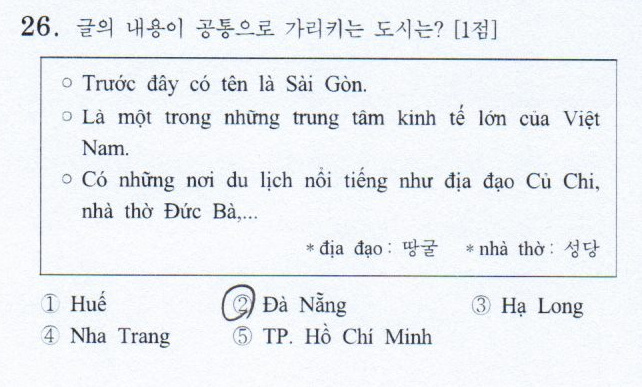 26. 글의 내용이 공통으로 가리키는 도시는? [1점]
○ Trước đây có tên là Sài Gòn.
○ Là một trong những trung tâm kinh tế lớn của Việt
Nam.
○ Có những nơi du lịch nổi tiếng như địa đạo Củ Chi,
nhà thờ Đức Bà,...
* địa đạo : 땅굴 * nhà thờ : 성당
① Huế ② Đà Nẵng ③ Hạ Long
④ Nha Trang ⑤ TP. Hồ Chí Minh